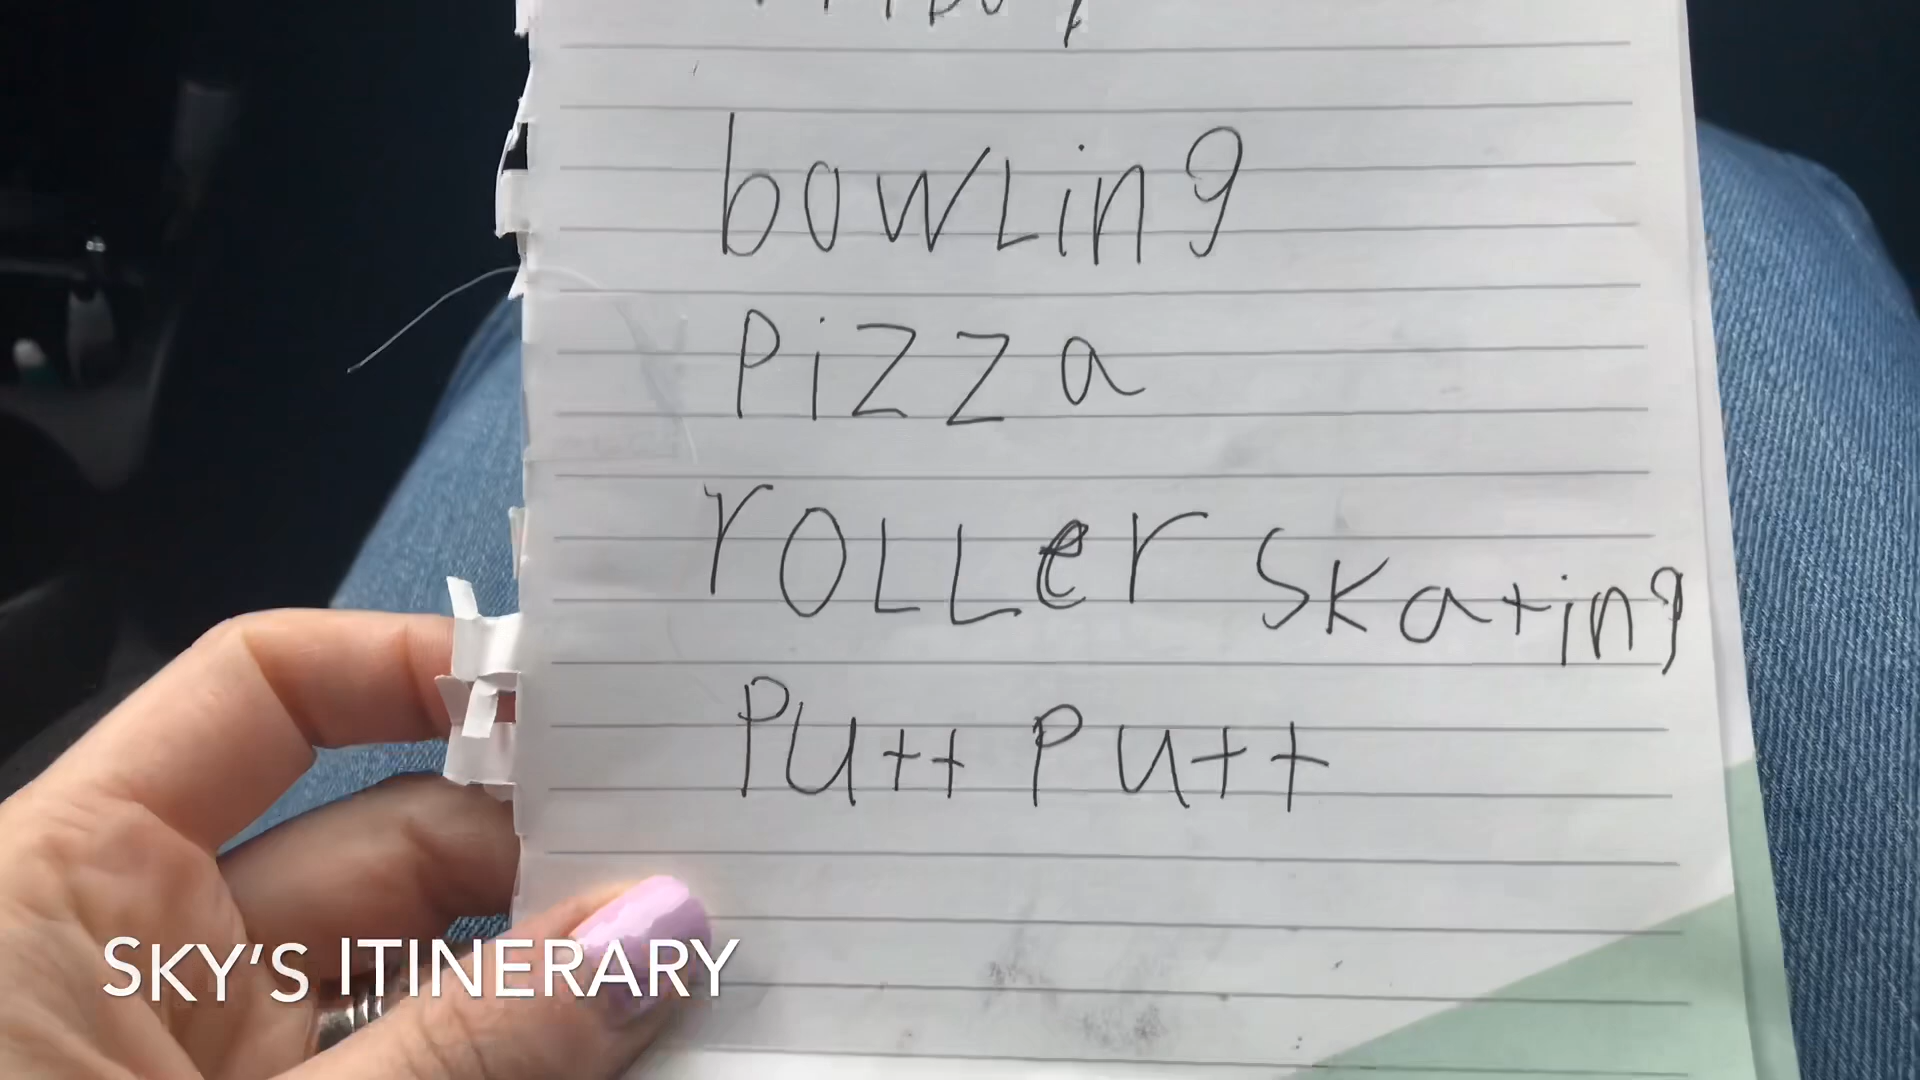 bowLing
Pizza
roLLer skating
Putt Putt
SKY'S ITINERARY